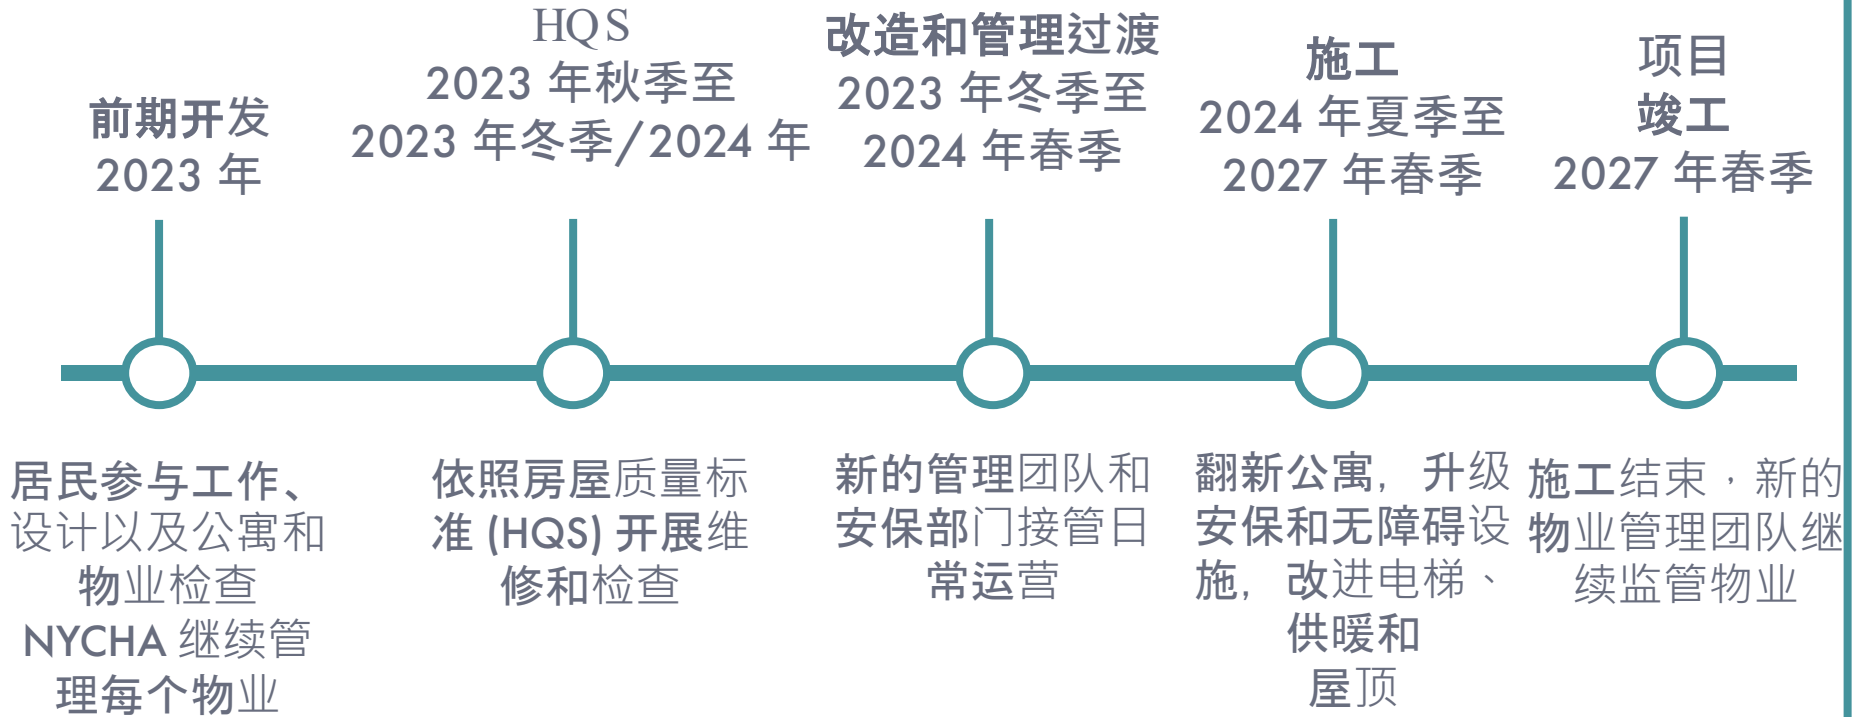 前期开发
2023 年
HQS
2023 年秋季至
2023 年冬季/2024 年
改造和管理过渡
2023 年冬季至
2024 年春季
施工
2024 年夏季至
2027 年春季
项目
竣工
2027 年春季
居民参与工作、
设计以及公寓和
物业检查
NYCHA 继续管
理每个物业
依照房屋质量标
准 (HQS) 开展维
修和检查
新的管理团队和
安保部门接管日
常运营
翻新公寓，升级
安保和无障碍设
施，改进电梯、
供暖和
屋顶
施工结束，新的
物业管理团队继
续监管物业